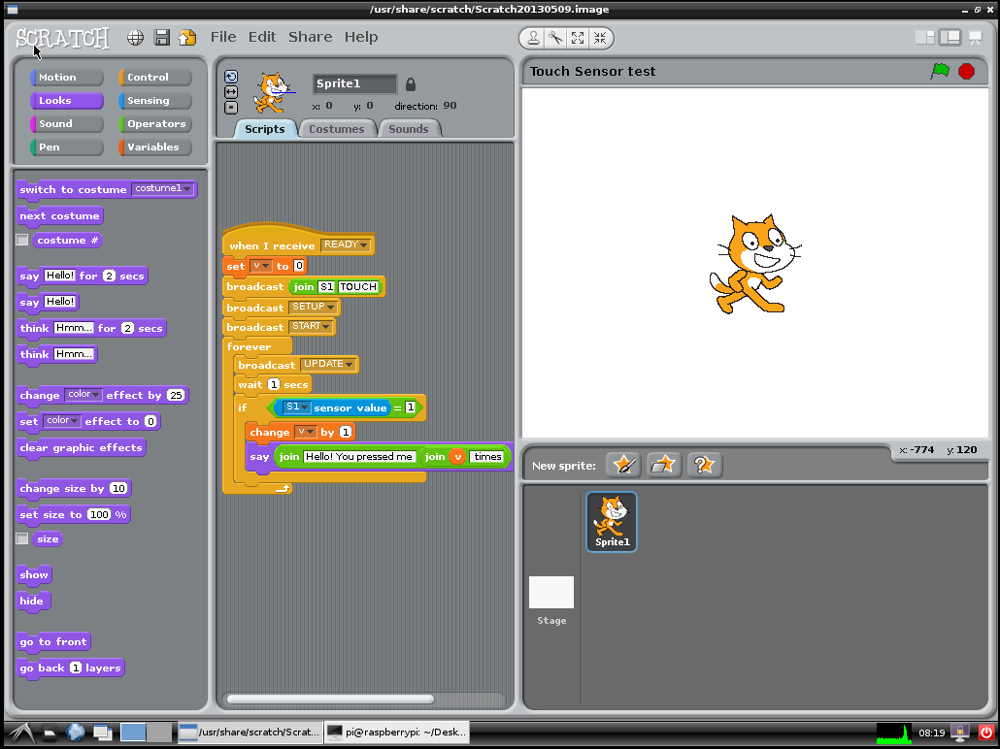 /usr/share/scratch/Scratch20130509.image
SCRATCH File Edit Share Help
Motion Control
Looks Sensing
Sound Operators
Pen Variables
switch to costume costume1
next costume
costume #
say Hello! for 2 secs
say Hello!
think Hmm... for 2 secs
think Hmm...
change color effect by 25
set color effect to 0
clear graphic effects
change size by 10
set size to 100 %
size
show
hide
go to front
go back 1 layers
Sprite1
x: 0 y: 0 direction: 90
Scripts Costumes Sounds
when I receive READY
set v to 0
broadcast join S1 TOUCH
broadcast SETUP
broadcast START
forever
broadcast UPDATE
wait 1 secs
if S1 sensor value = 1
change v by 1
say join Hello! You pressed me join v times
Touch Sensor test
x: -774 y: 120
New sprite:
Sprite1
Stage
/usr/share/scratch/Scrat... pi@raspberrypi: ~/Desk... 08:19